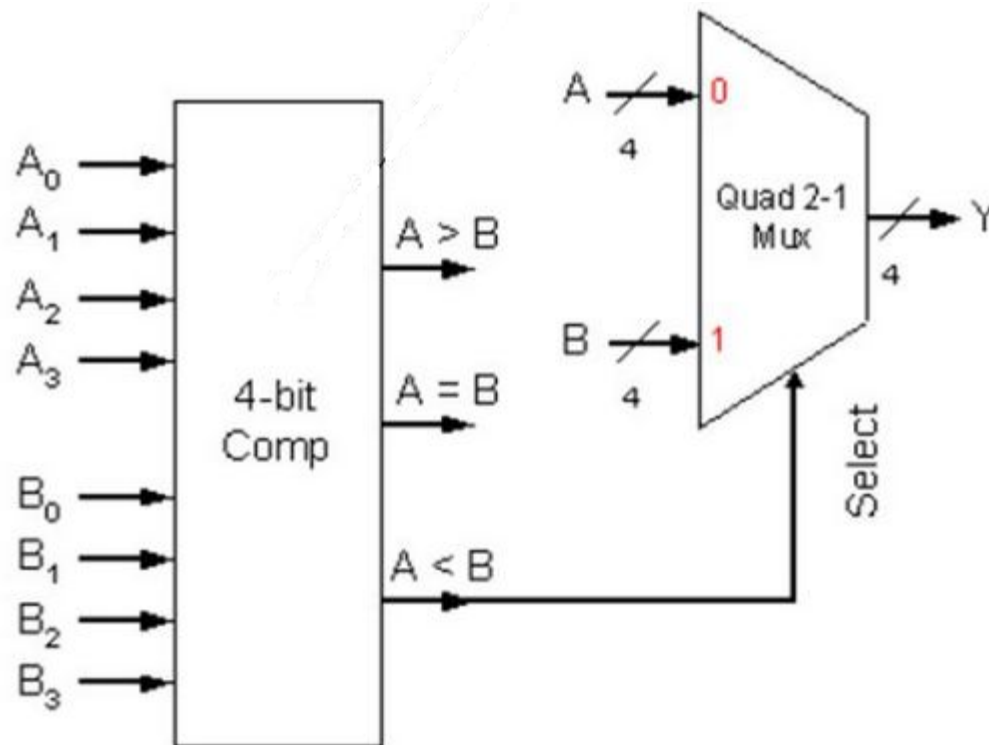 A₀
A₁
A₂
A₃
B₀
B₁
B₂
B₃
4-bit
Comp
A > B
A = B
A < B
A
4
0
B
4
1
Quad 2-1
Mux
4
Y
Select